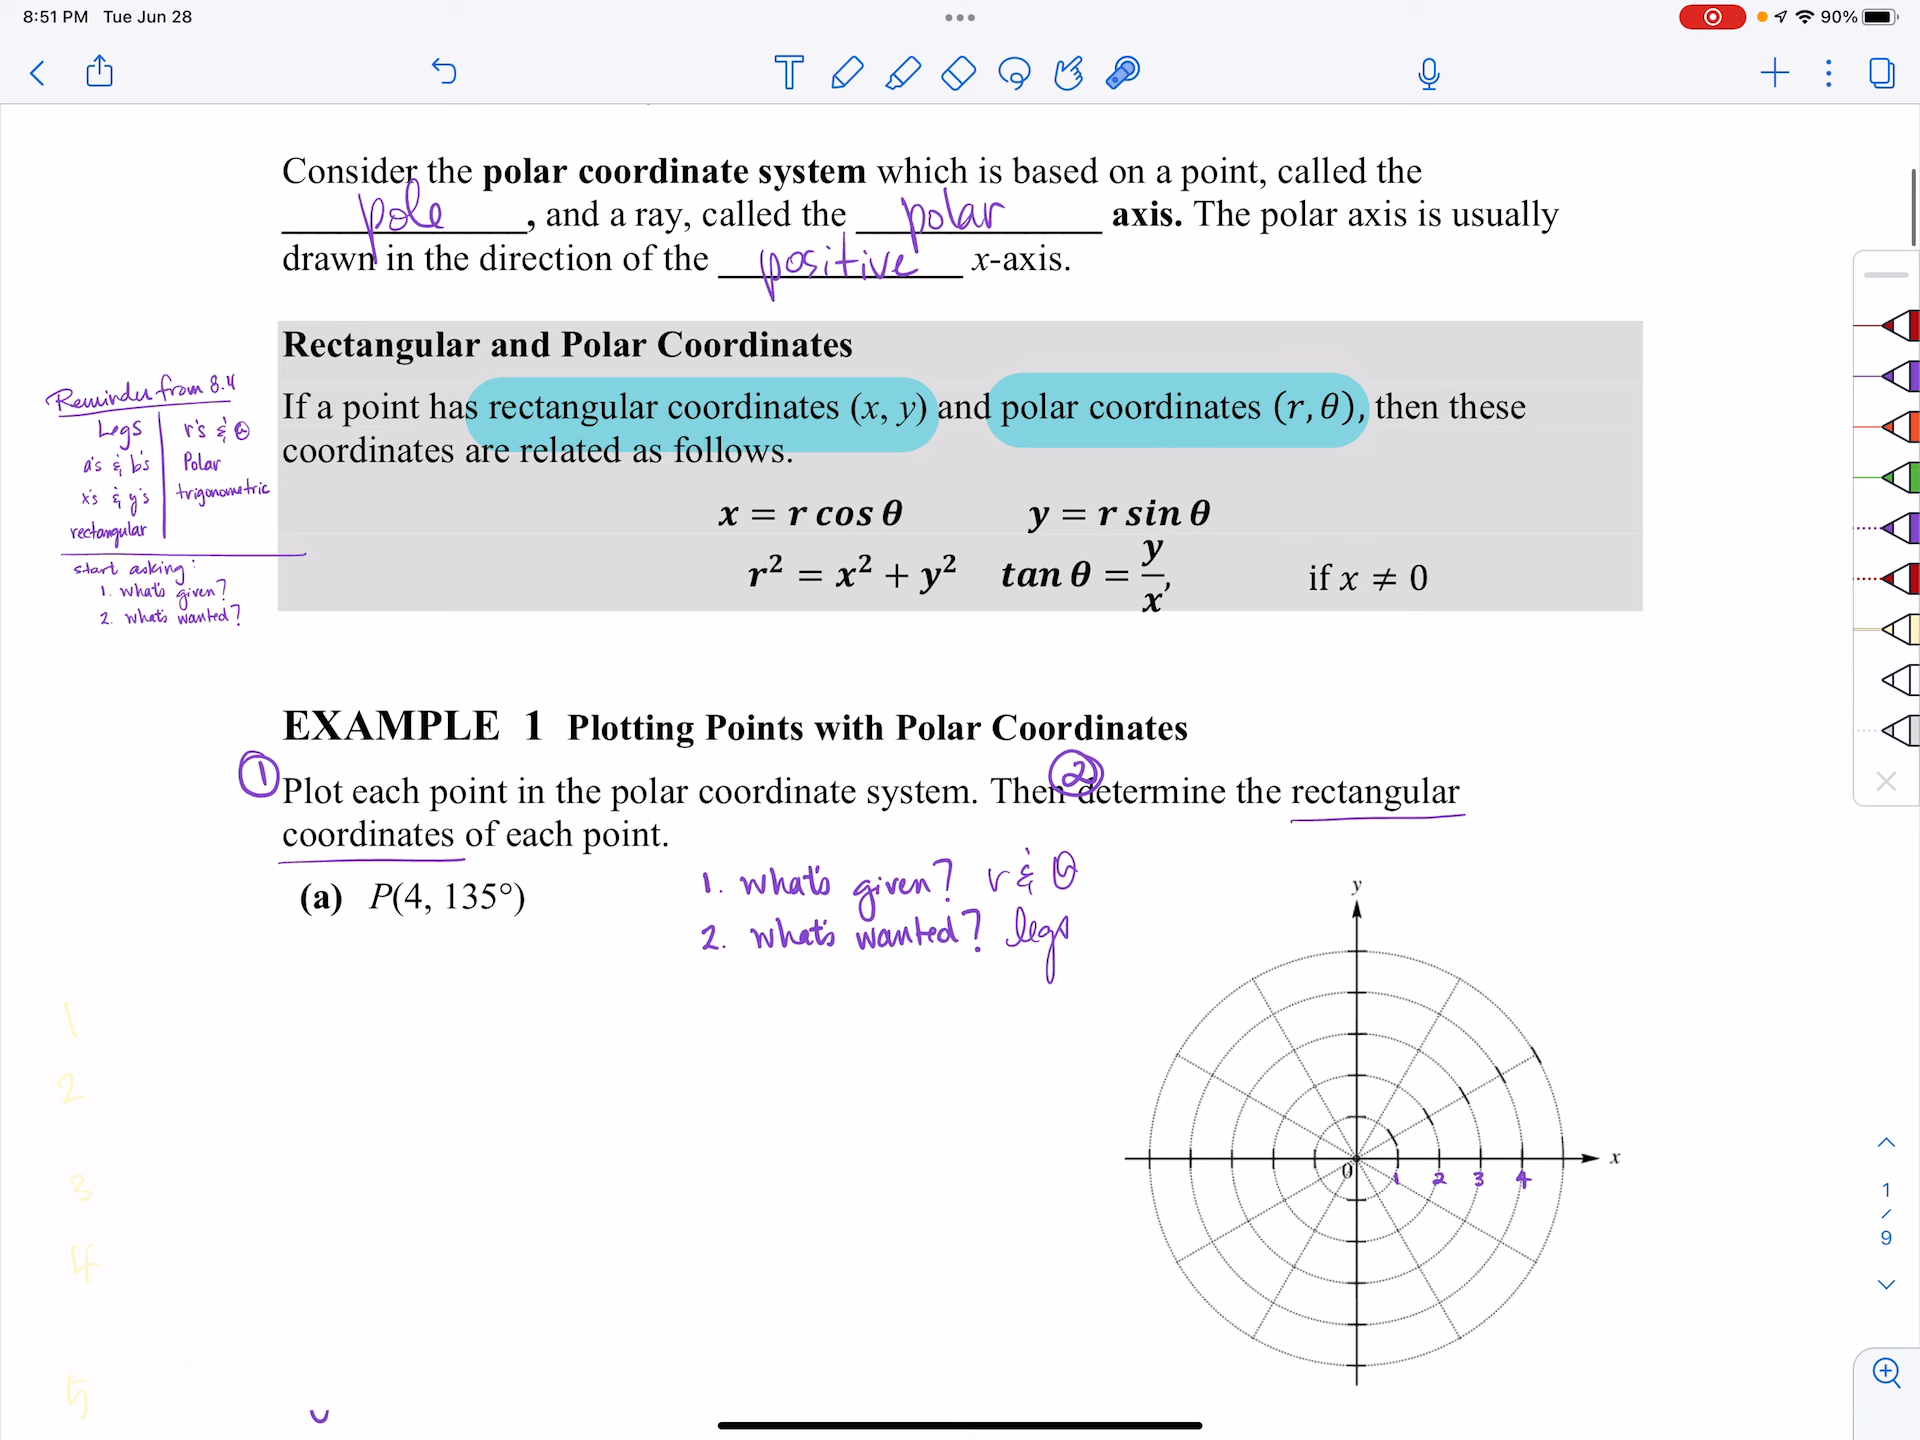 8:51 PM Tue Jun 28
90%
Consider the polar coordinate system which is based on a point, called the
pole, and a ray, called the polar axis. The polar axis is usually
drawn in the direction of the positive x-axis.
Rectangular and Polar Coordinates
If a point has rectangular coordinates (x, y) and polar coordinates (r, θ), then these
coordinates are related as follows.
x = r cos θ y = r sin θ
r² = x² + y² tan θ = y/x, if x ≠ 0
Reminder from 8.4
Legs r's & θ
a's & b's Polar
x's & y's trigonometric
rectangular
start asking:
1. what's given?
2. what's wanted?
EXAMPLE 1 Plotting Points with Polar Coordinates
① ②
Plot each point in the polar coordinate system. Then determine the rectangular
coordinates of each point.
(a) P(4, 135°)
1. what's given? r & θ
2. what's wanted? legs
y
x
0 1 2 3 4
1
2
3
4
5
1
/
9